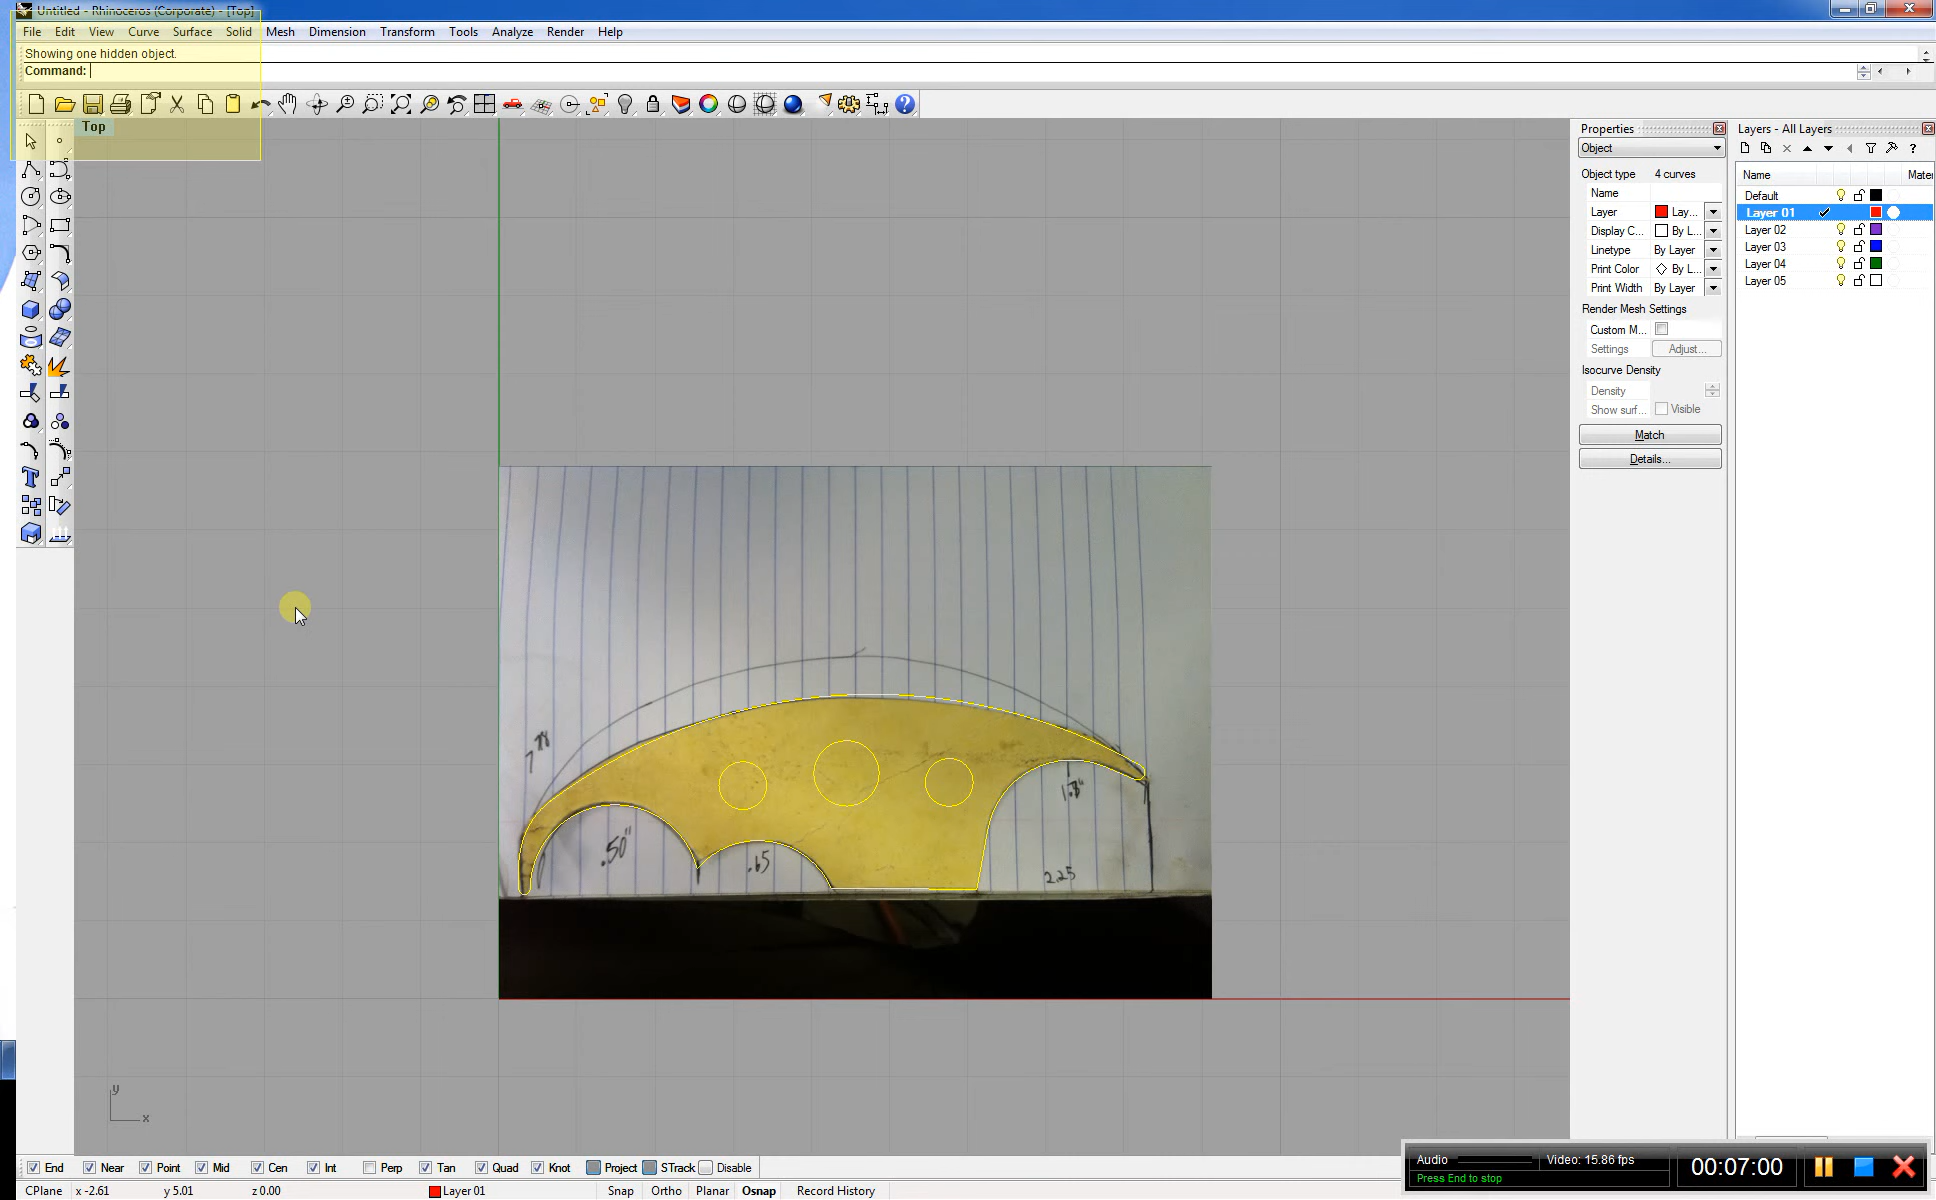 Untitled - Rhinoceros (Corporate) - [Top]
File Edit View Curve Surface Solid Mesh Dimension Transform Tools Analyze Render Help
Showing one hidden object.
Command:
Top
Properties
Object
Object type 4 curves
Name
Layer Lay...
Display C... By L...
Linetype By Layer
Print Color By L...
Print Width By Layer
Render Mesh Settings
Custom M...
Settings Adjust...
Isocurve Density
Density
Show surf... Visible
Match
Details...
Layers - All Layers
?
Name Mater
Default
Layer 01
Layer 02
Layer 03
Layer 04
Layer 05
.50"
.65
1.8"
2.25
y
x
End Near Point Mid Cen Int Perp Tan Quad Knot Project STrack Disable
CPlane x -2.61 y 5.01 z 0.00 Layer 01 Snap Ortho Planar Osnap Record History
Audio Video: 15.86 fps
Press End to stop
00:07:00